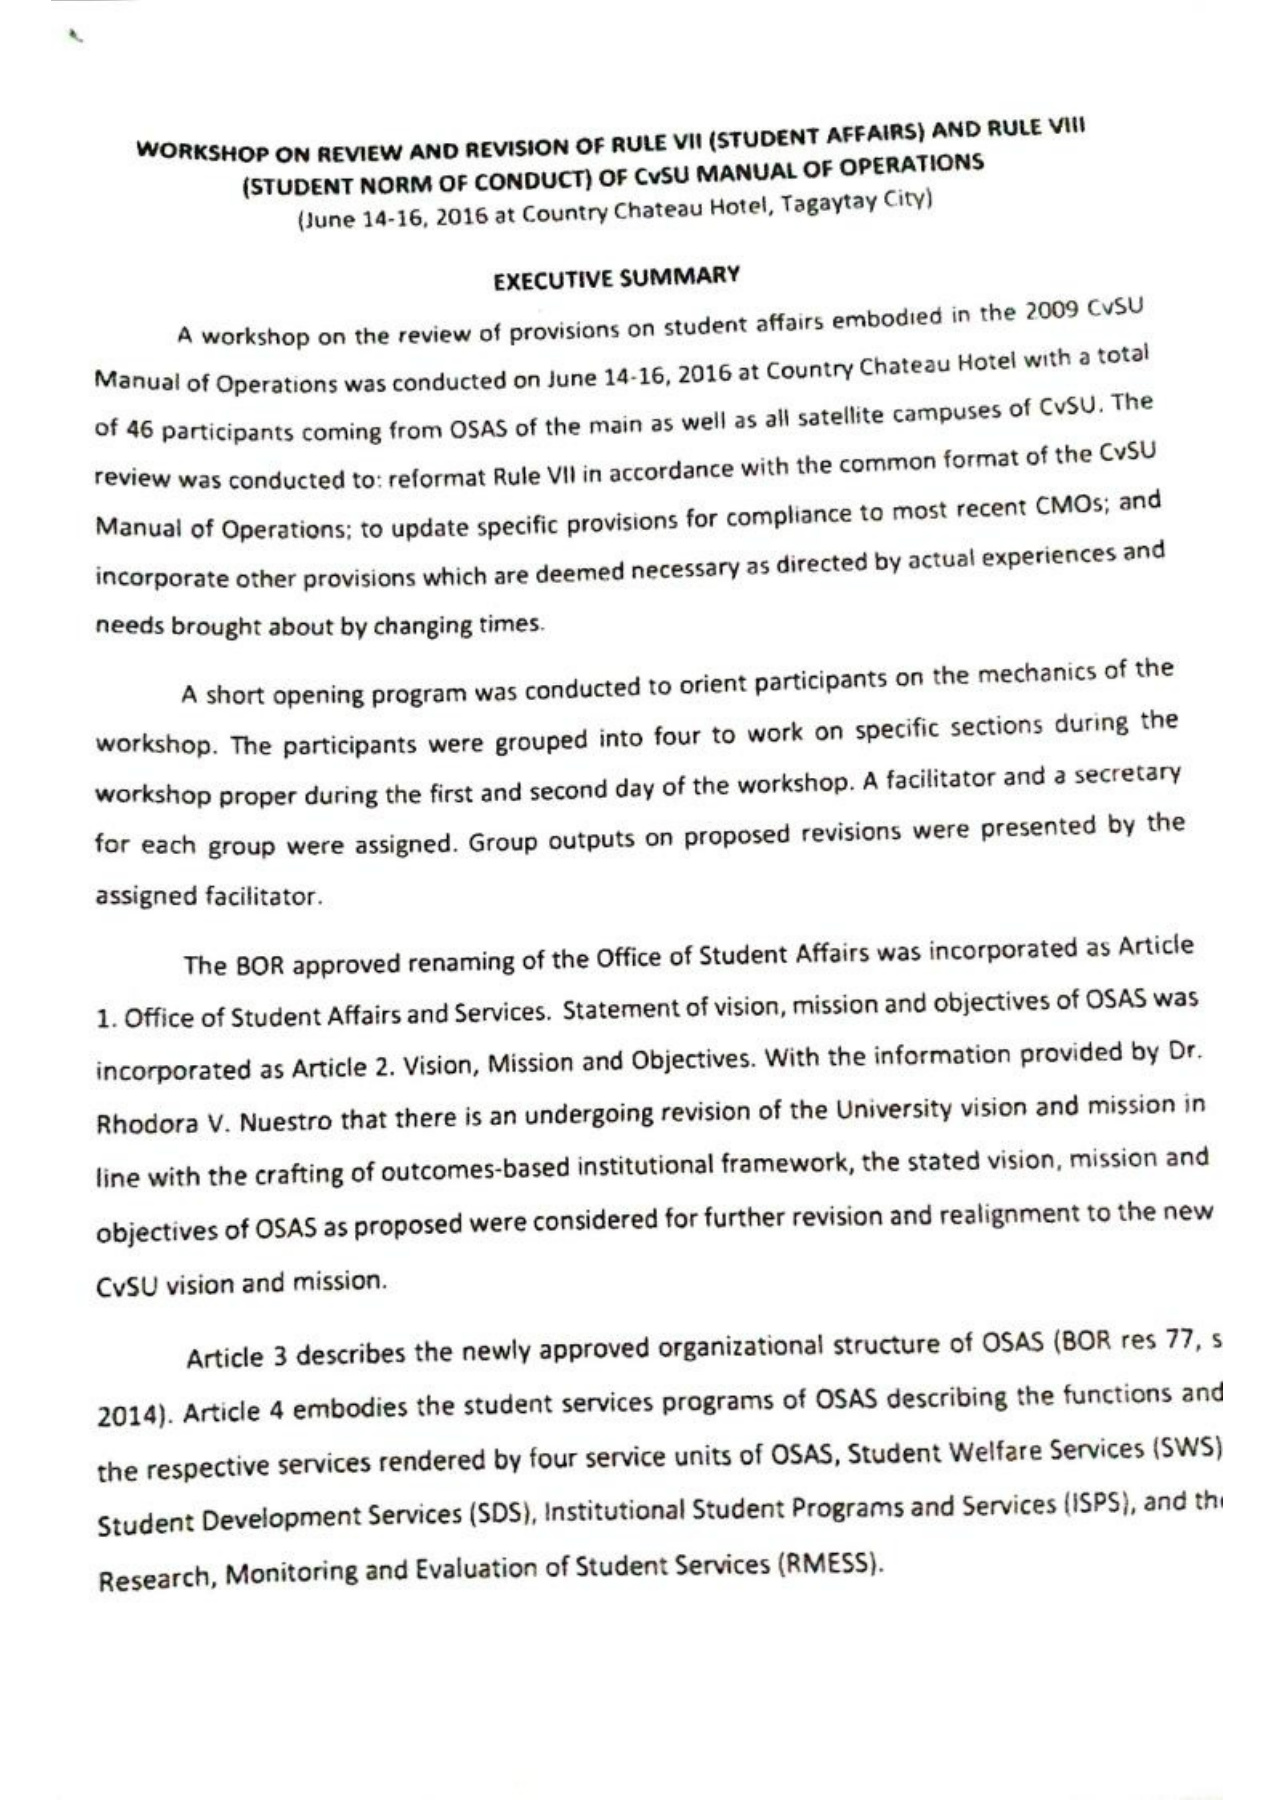 WORKSHOP ON REVIEW AND REVISION OF RULE VII (STUDENT AFFAIRS) AND RULE VIII
(STUDENT NORM OF CONDUCT) OF CvSU MANUAL OF OPERATIONS
(June 14-16, 2016 at Country Chateau Hotel, Tagaytay City)
EXECUTIVE SUMMARY
A workshop on the review of provisions on student affairs embodied in the 2009 CvSU
Manual of Operations was conducted on June 14-16, 2016 at Country Chateau Hotel with a total
of 46 participants coming from OSAS of the main as well as all satellite campuses of CvSU. The
review was conducted to: reformat Rule VII in accordance with the common format of the CvSU
Manual of Operations; to update specific provisions for compliance to most recent CMOs; and
incorporate other provisions which are deemed necessary as directed by actual experiences and
needs brought about by changing times.
A short opening program was conducted to orient participants on the mechanics of the
workshop. The participants were grouped into four to work on specific sections during the
workshop proper during the first and second day of the workshop. A facilitator and a secretary
for each group were assigned. Group outputs on proposed revisions were presented by the
assigned facilitator.
The BOR approved renaming of the Office of Student Affairs was incorporated as Article
1. Office of Student Affairs and Services. Statement of vision, mission and objectives of OSAS was
incorporated as Article 2. Vision, Mission and Objectives. With the information provided by Dr.
Rhodora V. Nuestro that there is an undergoing revision of the University vision and mission in
line with the crafting of outcomes-based institutional framework, the stated vision, mission and
objectives of OSAS as proposed were considered for further revision and realignment to the new
CvSU vision and mission.
Article 3 describes the newly approved organizational structure of OSAS (BOR res 77, s
2014). Article 4 embodies the student services programs of OSAS describing the functions and
the respective services rendered by four service units of OSAS, Student Welfare Services (SWS)
Student Development Services (SDS), Institutional Student Programs and Services (ISPS), and th
Research, Monitoring and Evaluation of Student Services (RMESS).